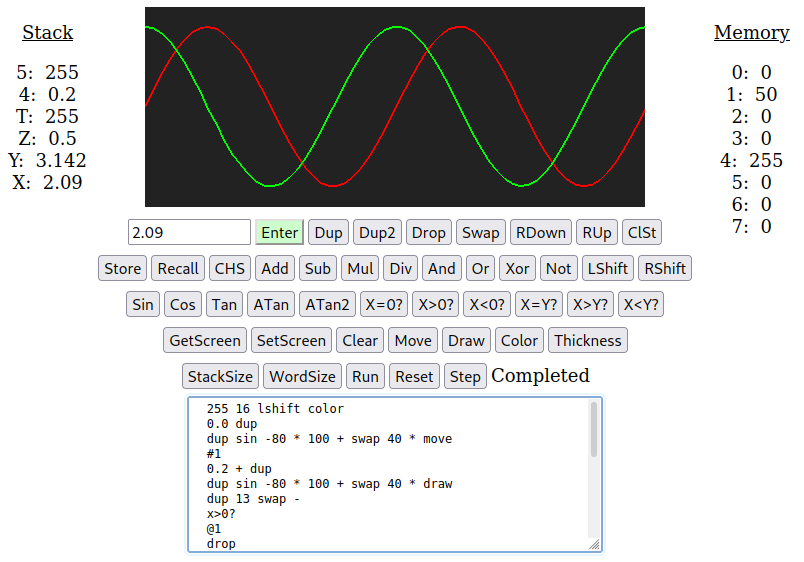 Stack
5: 255
4: 0.2
T: 255
Z: 0.5
Y: 3.142
X: 2.09
Memory
0: 0
1: 50
2: 0
3: 0
4: 255
5: 0
6: 0
7: 0
2.09 Enter Dup Dup2 Drop Swap RDown RUp ClSt
Store Recall CHS Add Sub Mul Div And Or Xor Not LShift RShift
Sin Cos Tan ATan ATan2 X=0? X>0? X<0? X=Y? X>Y? X<Y?
GetScreen SetScreen Clear Move Draw Color Thickness
StackSize WordSize Run Reset Step Completed
255 16 lshift color
0.0 dup
dup sin -80 * 100 + swap 40 * move
#1
0.2 + dup
dup sin -80 * 100 + swap 40 * draw
dup 13 swap -
x>0?
@1
drop